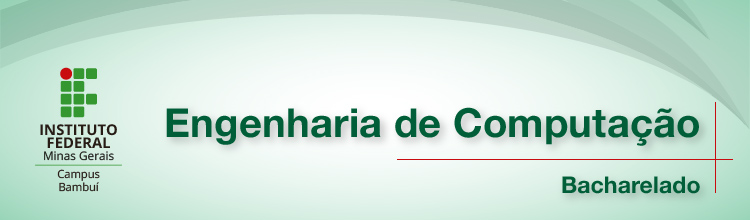 INSTITUTO
FEDERAL
Minas Gerais
Campus
Bambuí
Engenharia de Computação
Bacharelado